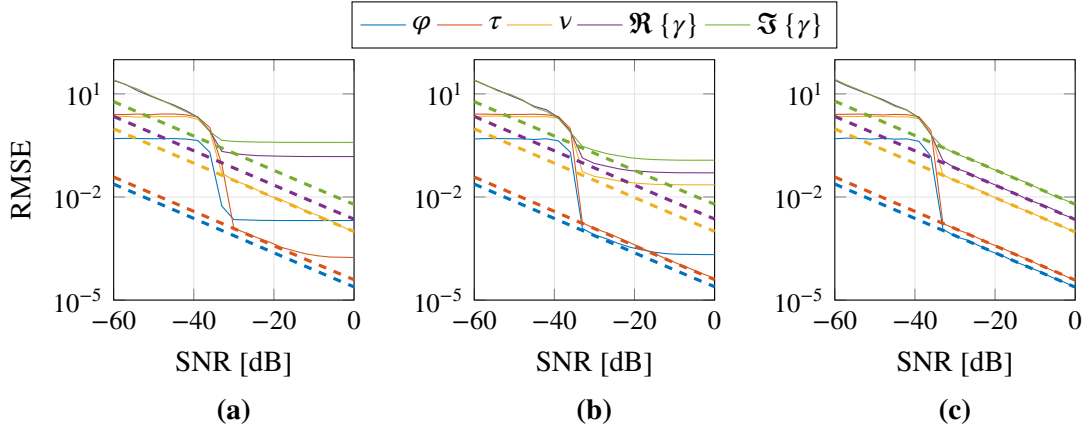 φ τ ν ℜ {γ} ℑ {γ}
RMSE
10^1
10^−2
10^−5
−60 −40 −20 0
SNR [dB]
(a)
10^1
10^−2
10^−5
−60 −40 −20 0
SNR [dB]
(b)
10^1
10^−2
10^−5
−60 −40 −20 0
SNR [dB]
(c)